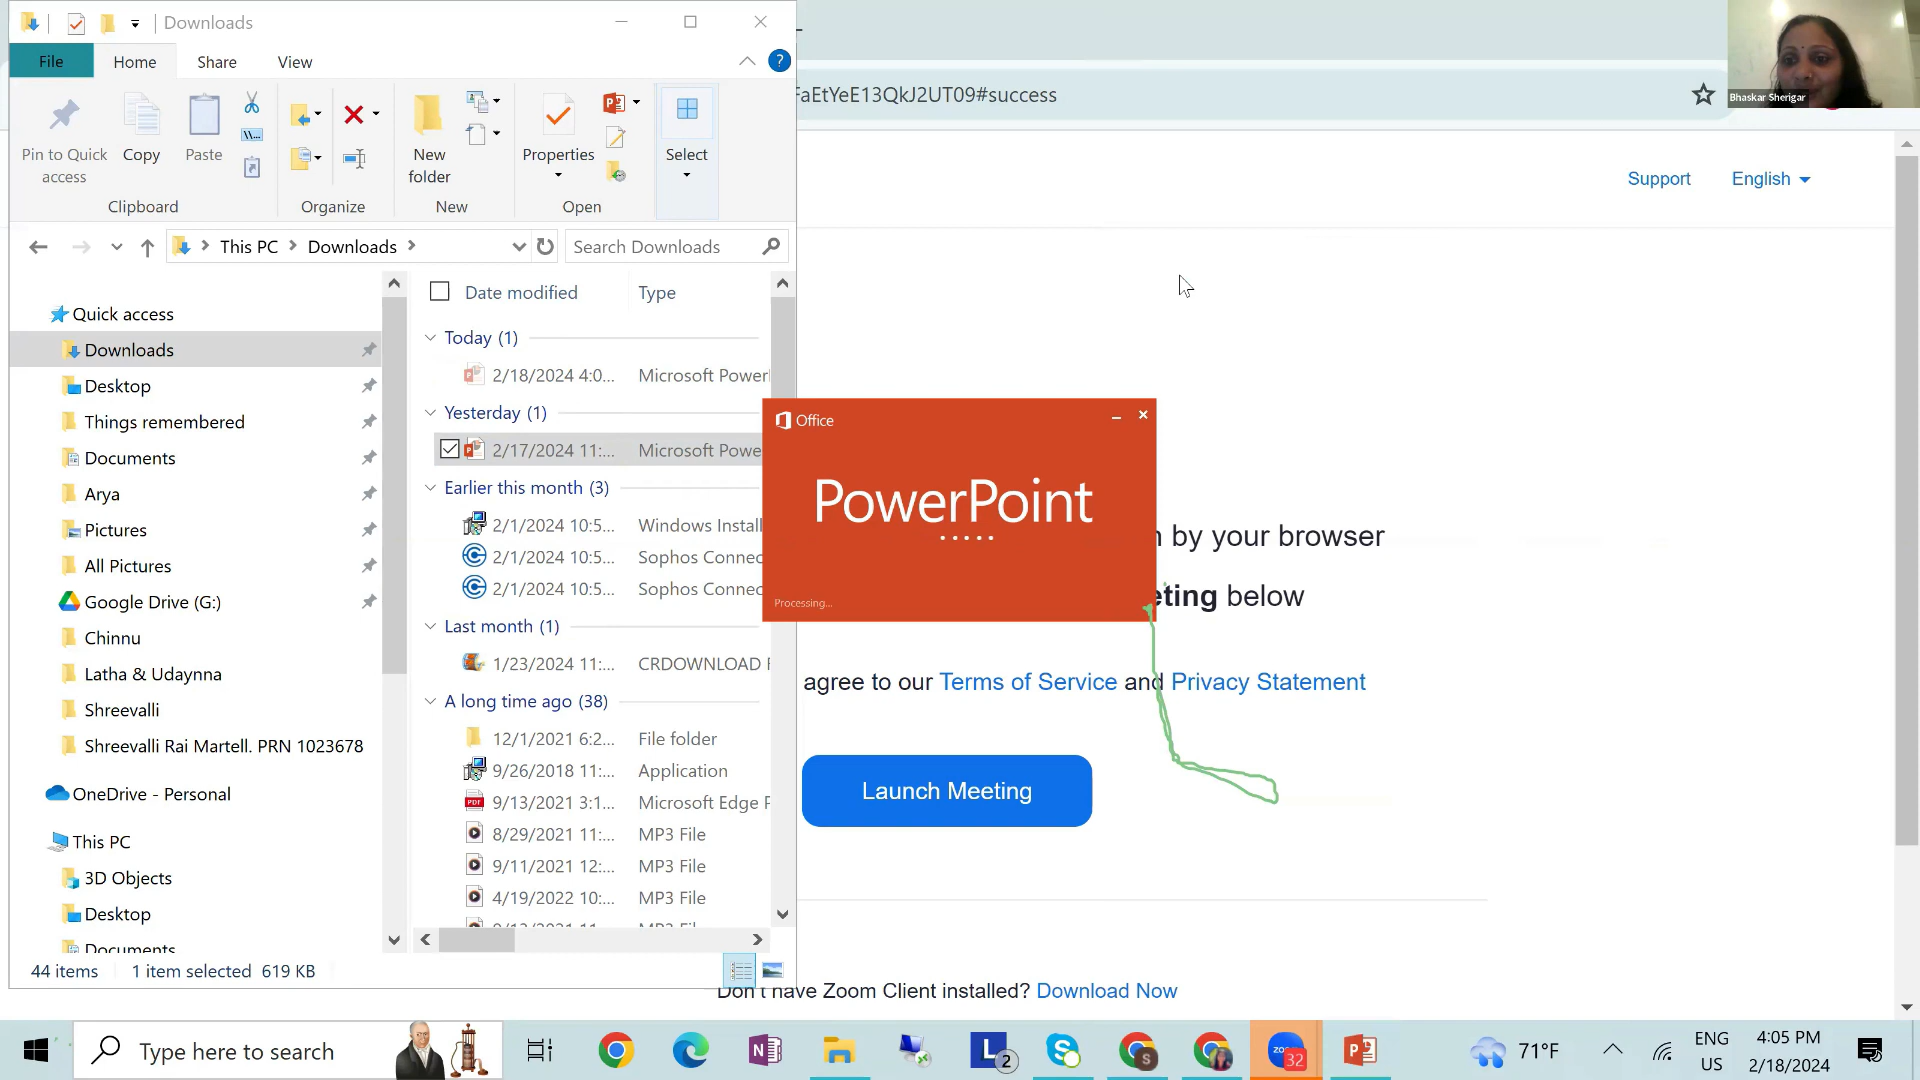 Downloads
File
Home
Share
View
?
FaEtYeE13QkJ2UT09#success
Bhaskar Sherigar
Pin to Quick
access
Copy
Paste
New
folder
Properties
Select
Clipboard
Organize
New
Open
Support
English
This PC
Downloads
Search Downloads
Date modified
Type
Quick access
Downloads
Desktop
Things remembered
Documents
Arya
Pictures
All Pictures
Google Drive (G:)
Chinnu
Latha & Udaynna
Shreevalli
Shreevalli Rai Martell. PRN 1023678
OneDrive - Personal
This PC
3D Objects
Desktop
Documents
Today (1)
2/18/2024 4:0... Microsoft Power
Yesterday (1)
2/17/2024 11:... Microsoft Powe
Earlier this month (3)
2/1/2024 10:5... Windows Install
2/1/2024 10:5... Sophos Connec
2/1/2024 10:5... Sophos Connec
Last month (1)
1/23/2024 11:... CRDOWNLOAD F
A long time ago (38)
12/1/2021 6:2... File folder
9/26/2018 11:... Application
9/13/2021 3:1... Microsoft Edge P
8/29/2021 11:... MP3 File
9/11/2021 12:... MP3 File
4/19/2022 10:... MP3 File
44 items
1 item selected 619 KB
Office
PowerPoint
Processing...
n by your browser
eting below
agree to our Terms of Service and Privacy Statement
Launch Meeting
Don't have Zoom Client installed? Download Now
Type here to search
2
S
zoom
32
71°F
ENG
US
4:05 PM
2/18/2024